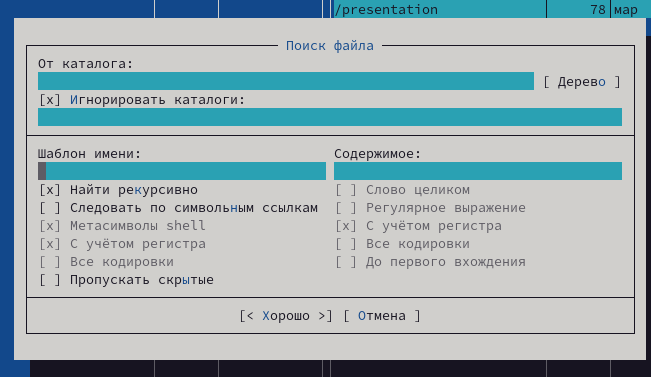 /presentation 78 мар
Поиск файла
От каталога:
[ Дерево ]
[x] Игнорировать каталоги:
Шаблон имени: Содержимое:
[x] Найти рекурсивно [ ] Слово целиком
[ ] Следовать по символьным ссылкам [ ] Регулярное выражение
[x] Метасимволы shell [x] С учётом регистра
[x] С учётом регистра [ ] Все кодировки
[ ] Все кодировки [ ] До первого вхождения
[ ] Пропускать скрытые
[< Хорошо >] [ Отмена ]